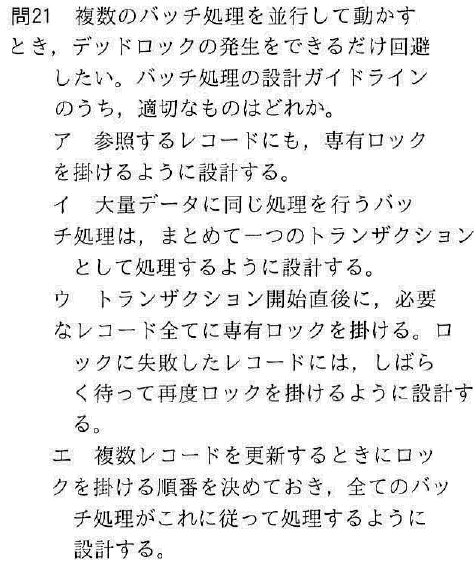 問21　複数のバッチ処理を並行して動かす
とき，デッドロックの発生をできるだけ回避
したい。バッチ処理の設計ガイドライン
のうち，適切なものはどれか。
ア　参照するレコードにも，専有ロック
を掛けるように設計する。
イ　大量データに同じ処理を行うバッ
チ処理は，まとめて一つのトランザクション
として処理するように設計する。
ウ　トランザクション開始直後に，必要
なレコード全てに専有ロックを掛ける。ロ
ックに失敗したレコードには，しばら
く待って再度ロックを掛けるように設計す
る。
エ　複数レコードを更新するときにロッ
クを掛ける順番を決めておき，全てのバッ
チ処理がこれに従って処理するように
設計する。